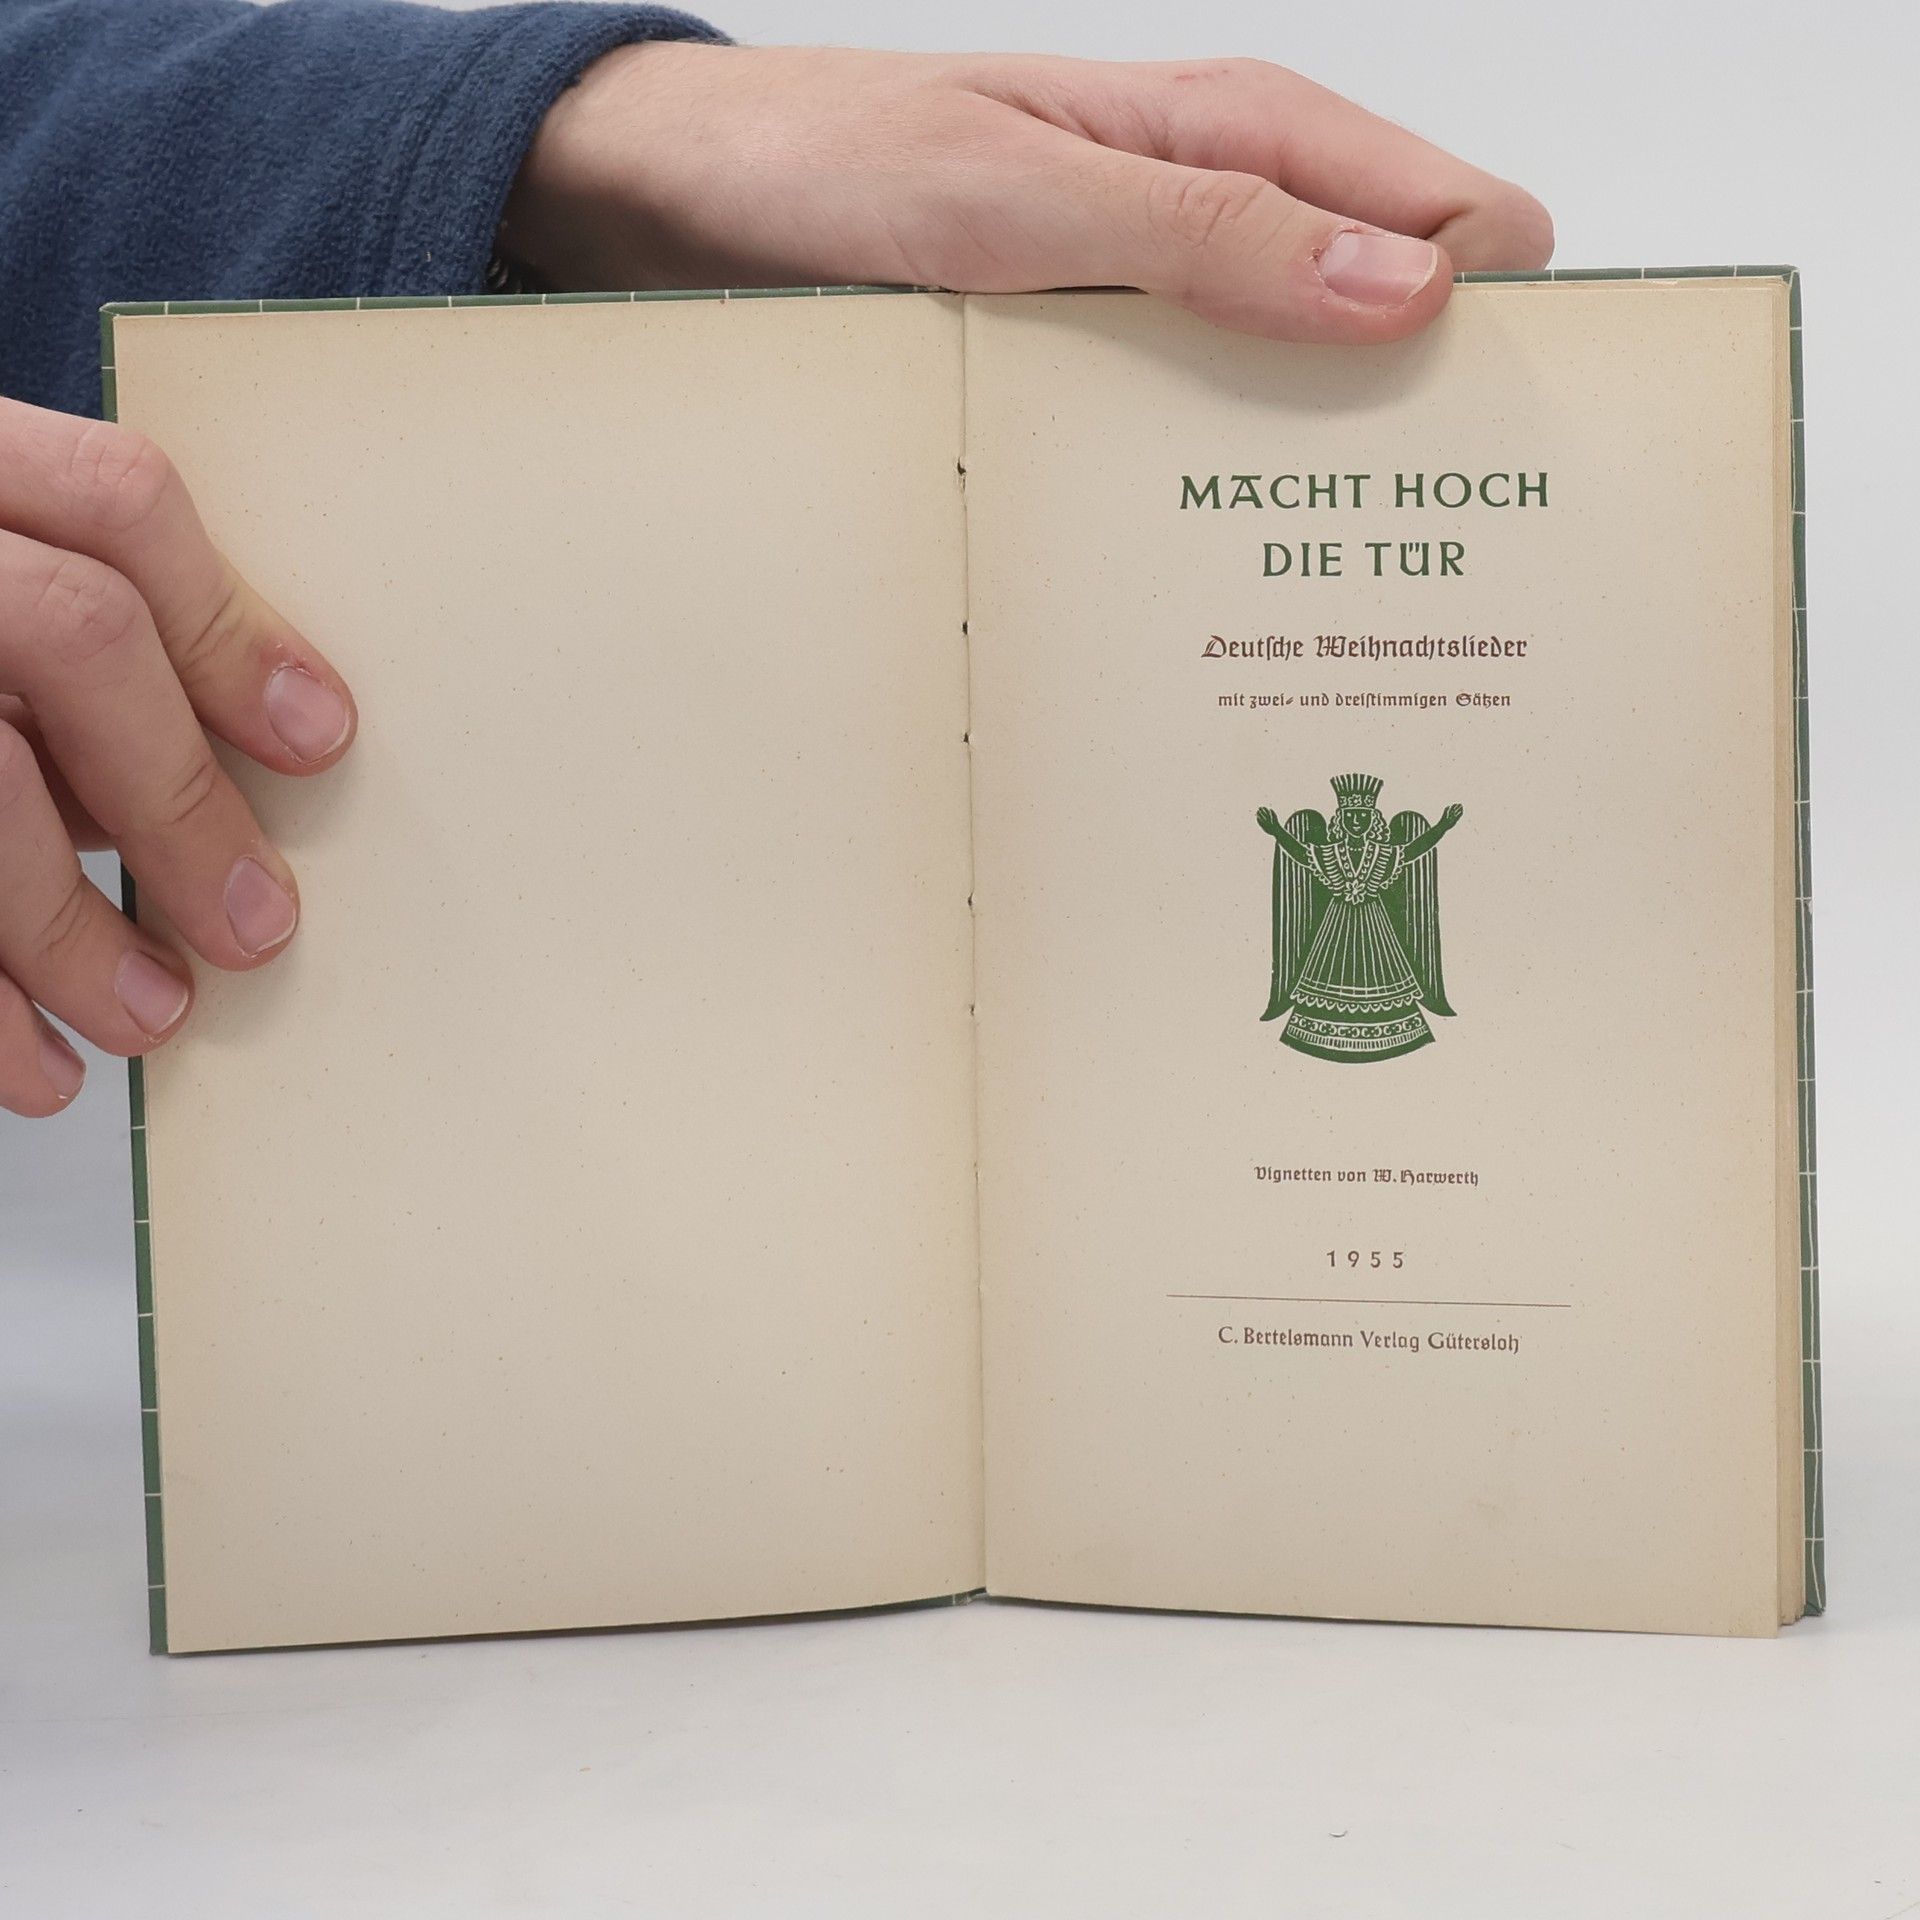 MACHT HOCH
DIE TÜR
Deutſche Weihnachtslieder
mit zwei- und dreiſtimmigen Sätzen
Vignetten von W. Harwerth
1955
C. Bertelsmann Verlag Gütersloh